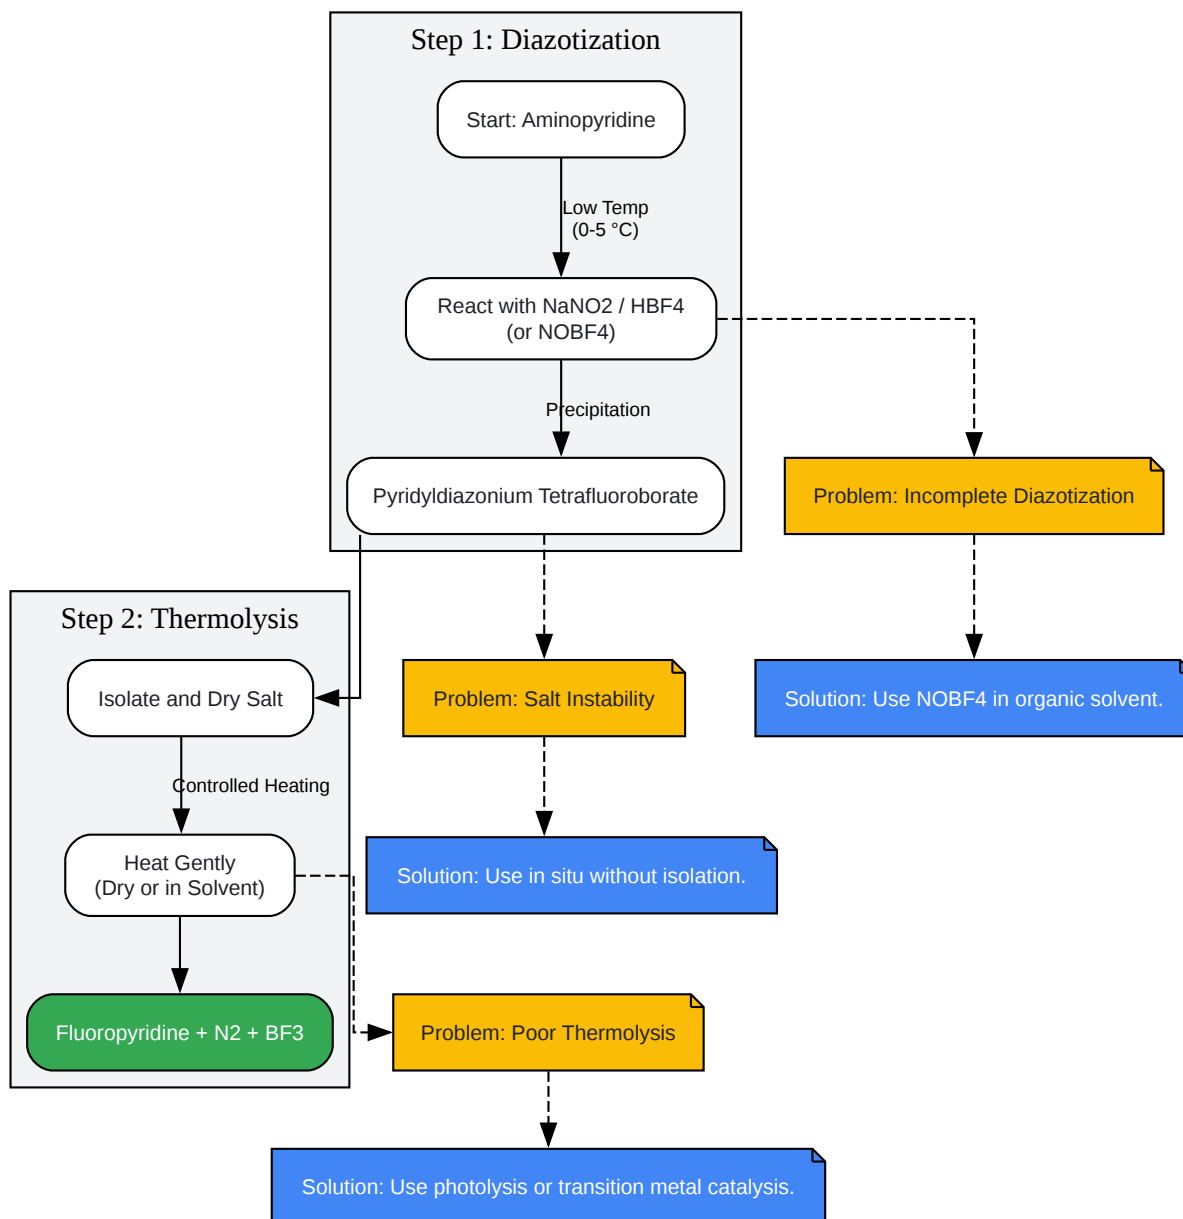 Step 1: Diazotization
Start: Aminopyridine
Low Temp
(0-5 °C)
React with NaNO2 / HBF4
(or NOBF4)
Precipitation
Pyridyldiazonium Tetrafluoroborate
Problem: Incomplete Diazotization
Step 2: Thermolysis
Isolate and Dry Salt
Problem: Salt Instability
Solution: Use NOBF4 in organic solvent.
Controlled Heating
Heat Gently
(Dry or in Solvent)
Solution: Use in situ without isolation.
Fluoropyridine + N2 + BF3
Problem: Poor Thermolysis
Solution: Use photolysis or transition metal catalysis.